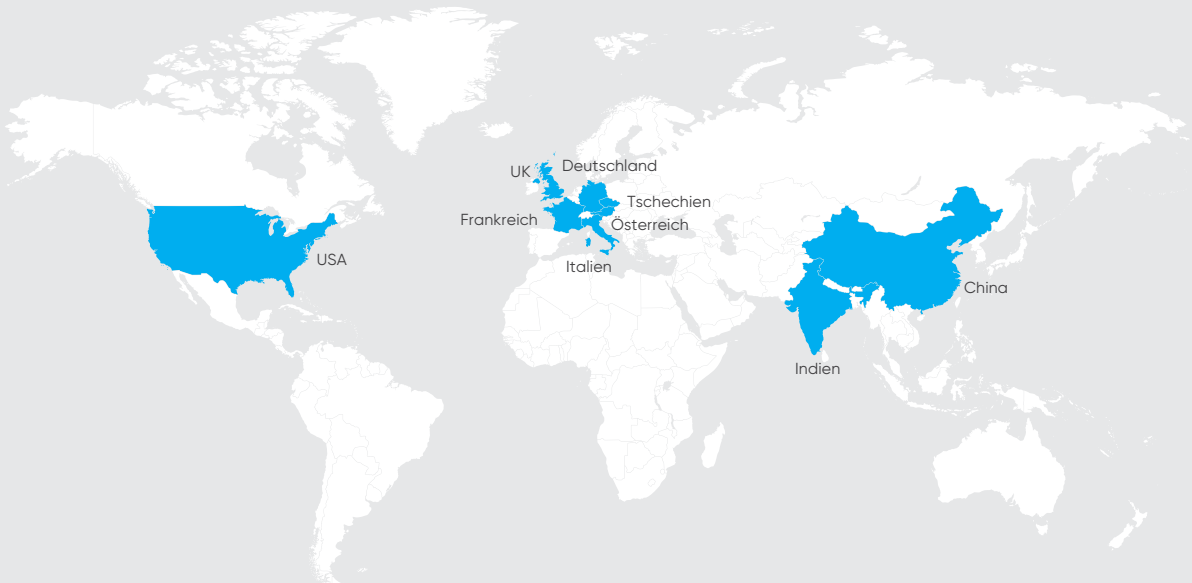 UK
Deutschland
Tschechien
Frankreich
Österreich
USA
Italien
China
Indien